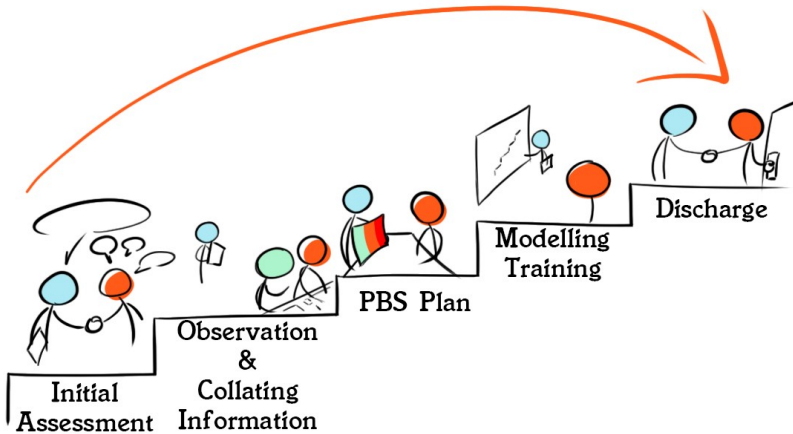 Initial
Assessment
Observation
&
Collating
Information
PBS Plan
Modelling
Training
Discharge